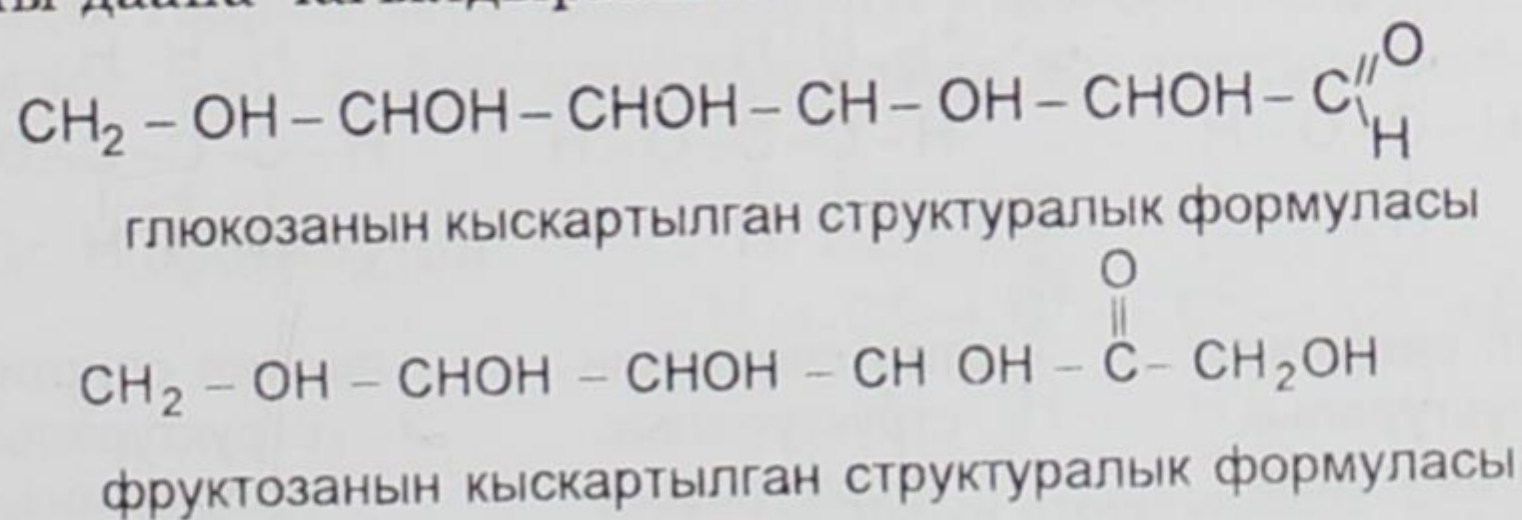 CH₂ – OH – CHOH – CHOH – CH – OH – CHOH – C
O
H
глюкозанын кыскартылган структуралык формуласы
O
CH₂ – OH – CHOH – CHOH – CH OH – C – CH₂OH
фруктозанын кыскартылган структуралык формуласы